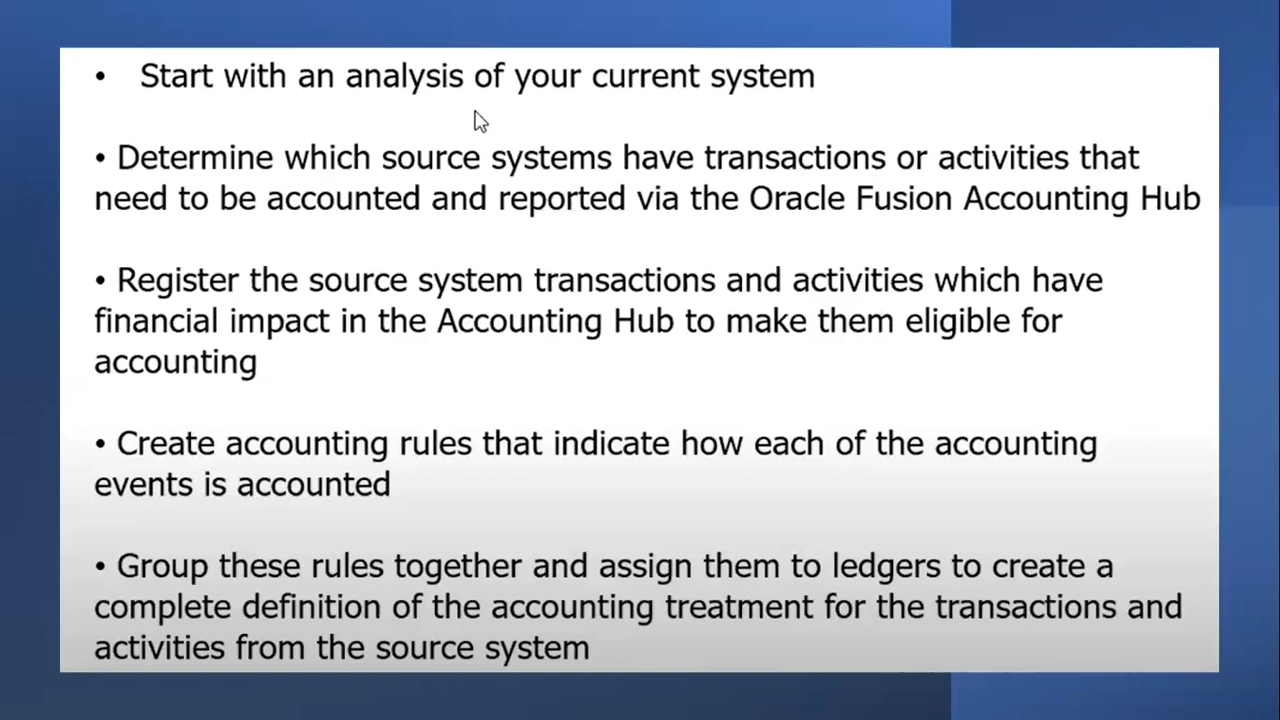 • Start with an analysis of your current system
• Determine which source systems have transactions or activities that
need to be accounted and reported via the Oracle Fusion Accounting Hub
• Register the source system transactions and activities which have
financial impact in the Accounting Hub to make them eligible for
accounting
• Create accounting rules that indicate how each of the accounting
events is accounted
• Group these rules together and assign them to ledgers to create a
complete definition of the accounting treatment for the transactions and
activities from the source system